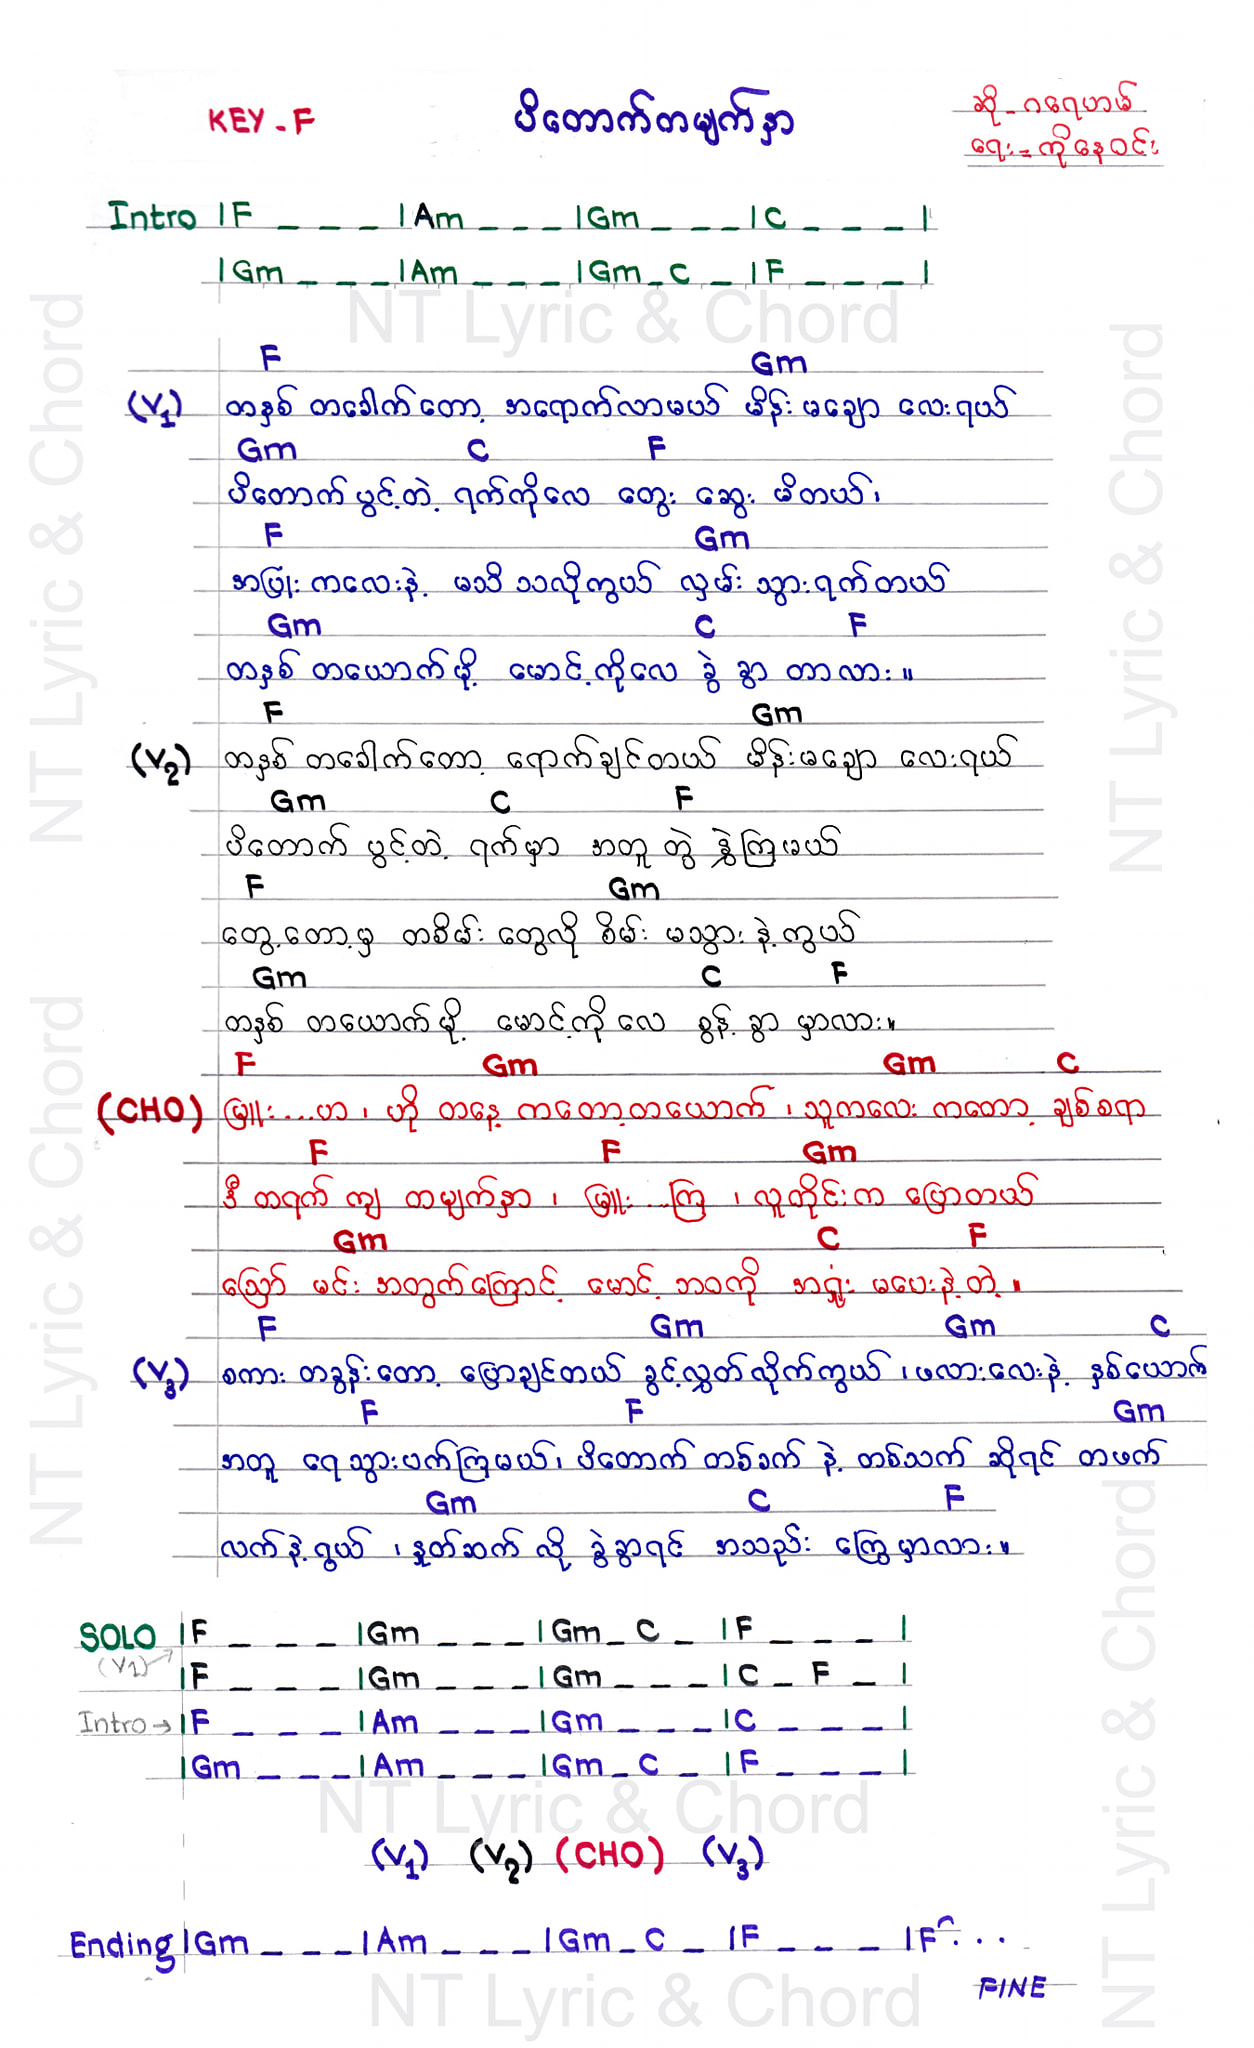 KEY - F
ပိတောက်တမျက်နှာ
ဆို - ဂရေဟမ်
ရေး = ကိုနေဝင်း
Intro |F _ _ _ |Am _ _ _ |Gm _ _ _ |C _ _ _ |
|Gm _ _ _ |Am _ _ _ |Gm _ C _ |F _ _ _ |
NT Lyric & Chord
F Gm
(V1) တနှစ် တခေါက်တော့ အရောက်လာမယ် မိန်းမချော လေးရယ်
Gm C F
ပိတောက် ပွင့်တဲ့ ရက်ကိုလေ တွေး ဆွေး မိတယ်၊
F Gm
အပြုံး ကလေးနဲ့ မသိ သလိုကွယ် လှမ်း သွားရက်တယ်
Gm C F
တနှစ် တယောက်မို့ မောင့်ကိုလေ ခွဲ ခွာ တာလား။
F Gm
(V2) တနှစ် တခေါက်တော့ ရောက်ချင်တယ် မိန်းမချော လေးရယ်
Gm C F
ပိတောက် ပွင့်တဲ့ ရက်မှာ အတူ တွဲ နွှဲကြမယ်
F Gm
တွေ့တော့မှ တစိမ်း တွေလို စိမ်း မသွား နဲ့ကွယ်
Gm C F
တနှစ် တယောက်မို့ မောင့်ကို လေ စွန့် ခွာ မှာလား။
F Gm Gm C
(CHO) မြူး....ဟ ၊ ဟို တနေ့ ကတော့တယောက် ၊ သူကလေး ကတော့ ချစ်စရာ
F F Gm
ဒီ တရက် ကျ တမျက်နှာ ၊ မြူး....ကြ ၊ လူတိုင်းက ပြောတယ်
Gm C F
သြော် မင်း အတွက်ကြောင့် မောင့် ဘဝကို အရှုံး မပေးနဲ့တဲ့။
F Gm Gm C
(V3) စကား တခွန်းတော့ ပြောချင်တယ် ခွင့်လွှတ်လိုက်ကွယ် ၊ ဖလားလေးနဲ့ နှစ်ယောက်
F F Gm
အတူ ရေသွားပက်ကြမယ်၊ ပိတောက် တစ်ခက် နဲ့ တစ်သက် ဆိုရင် တဖက်
Gm C F
လက်နဲ့ရွယ် ၊ နှုတ်ဆက် လို့ ခွဲခွာရင် အသည်း ကြွေမှာလား။
SOLO |F _ _ _ |Gm _ _ _ |Gm _ C _ |F _ _ _ |
(V1) |F _ _ _ |Gm _ _ _ |Gm _ _ _ |C _ F _ |
Intro → |F _ _ _ |Am _ _ _ |Gm _ _ _ |C _ _ _ |
|Gm _ _ _ |Am _ _ _ |Gm _ C _ |F _ _ _ |
NT Lyric & Chord
(V1) (V2) (CHO) (V3)
Ending |Gm _ _ _ |Am _ _ _ |Gm _ C _ |F _ _ _ |F...
FINE
NT Lyric & Chord
NT Lyric & Chord
NT Lyric & Chord
NT Lyric & Chord
NT Lyric & Chord